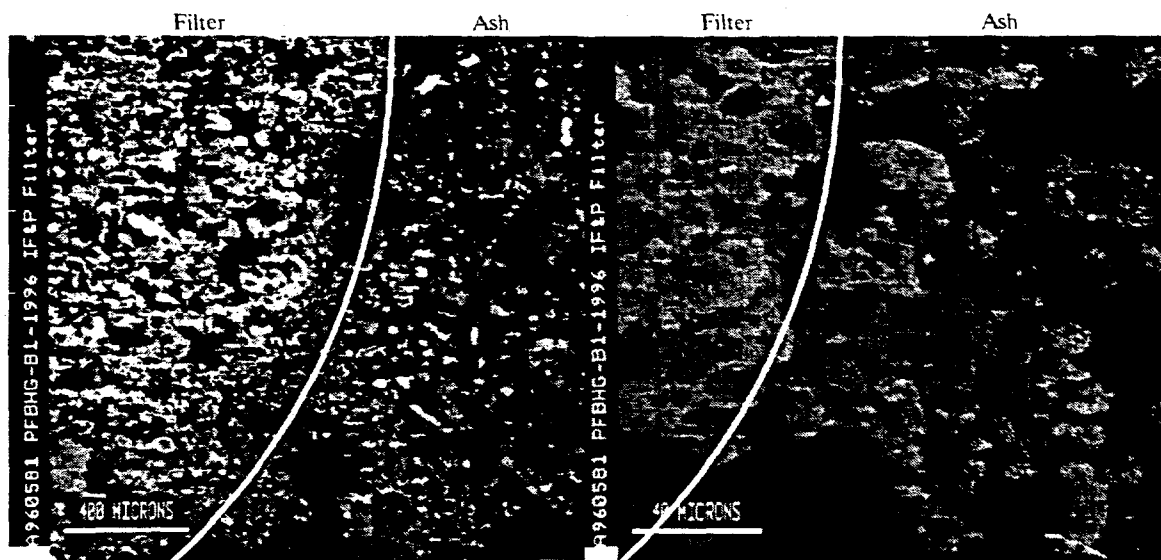 Filter
Ash
Filter
Ash
A960581 PFBHG-B1-1996 IF&P Filter
400 MICRONS
A960581 PFBHG-B1-1996 IF&P Filter
40 MICRONS